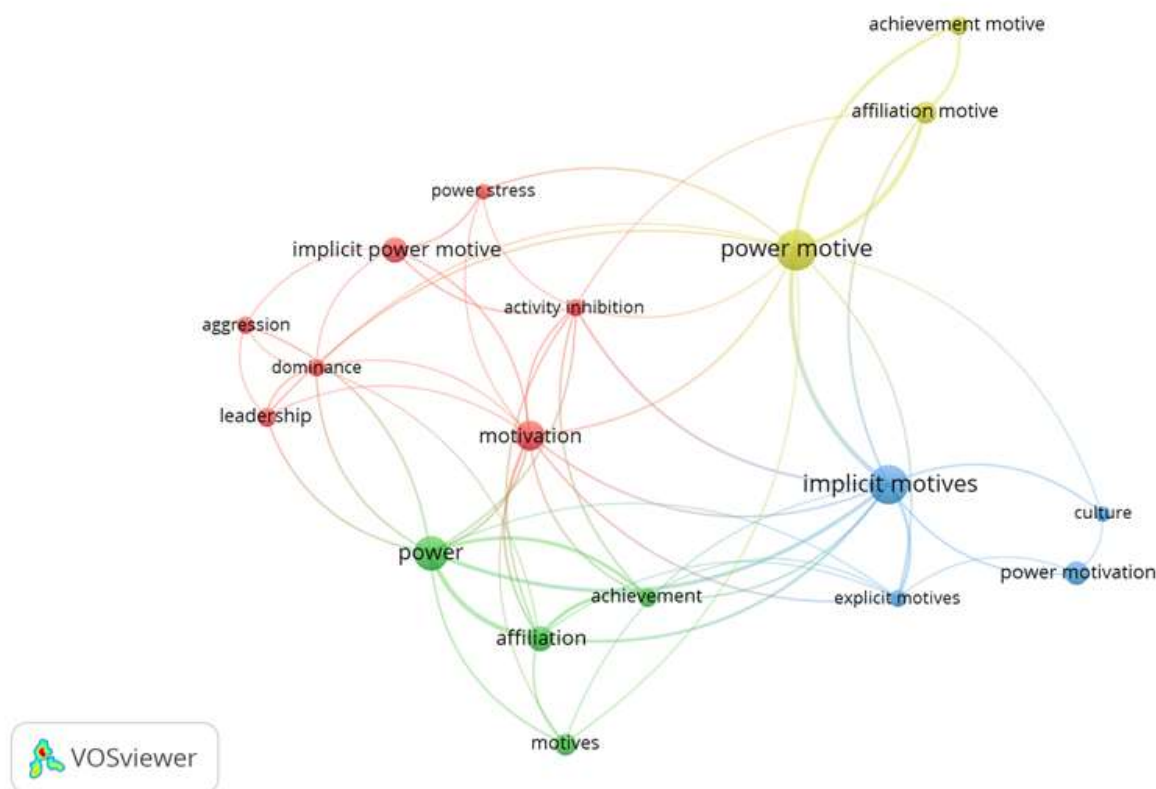 achievement motive
affiliation motive
power stress
implicit power motive
power motive
activity inhibition
aggression
dominance
leadership
motivation
implicit motives
culture
power
power motivation
achievement
explicit motives
affiliation
motives
VOSviewer